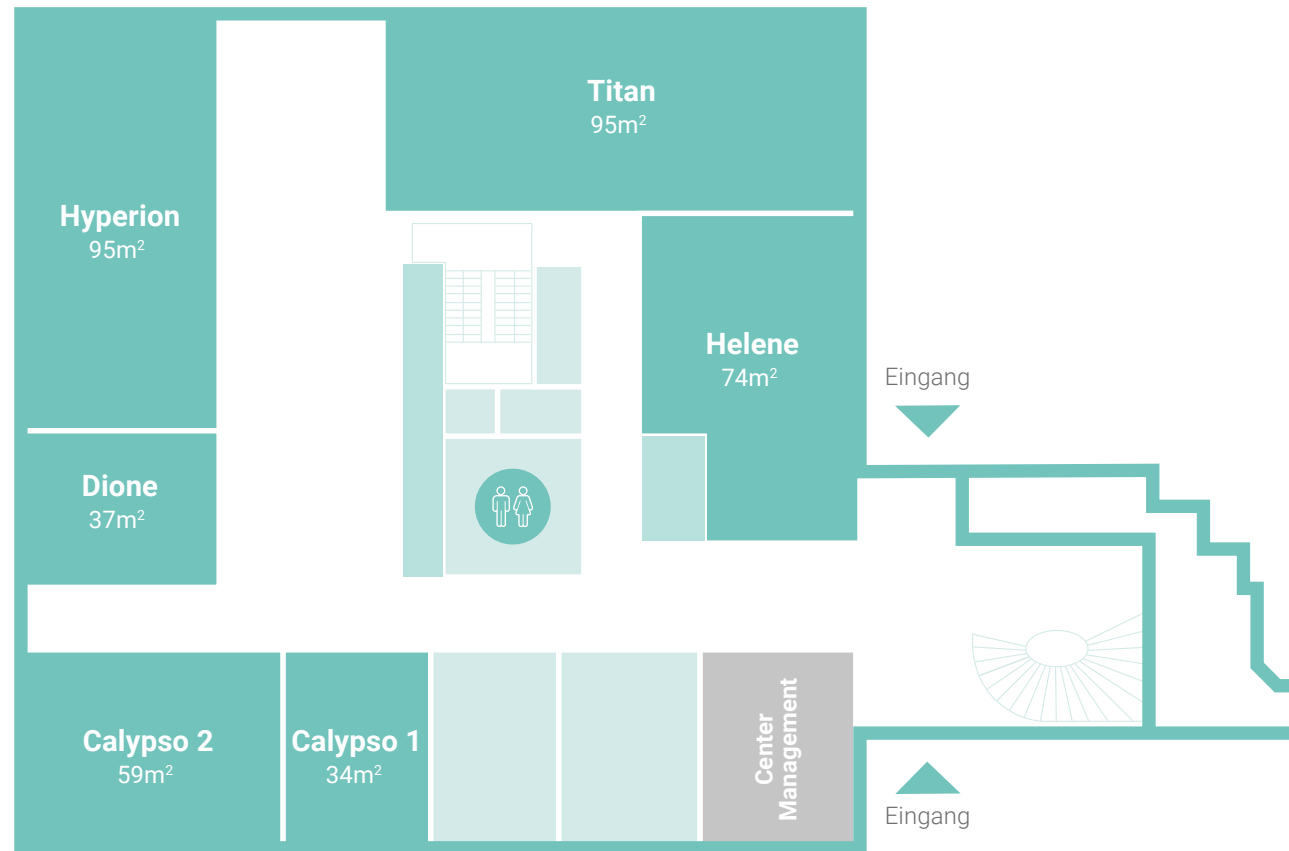 Titan
95m²
Hyperion
95m²
Helene
74m²
Eingang
Dione
37m²
Calypso 2
59m²
Calypso 1
34m²
Center
Management
Eingang